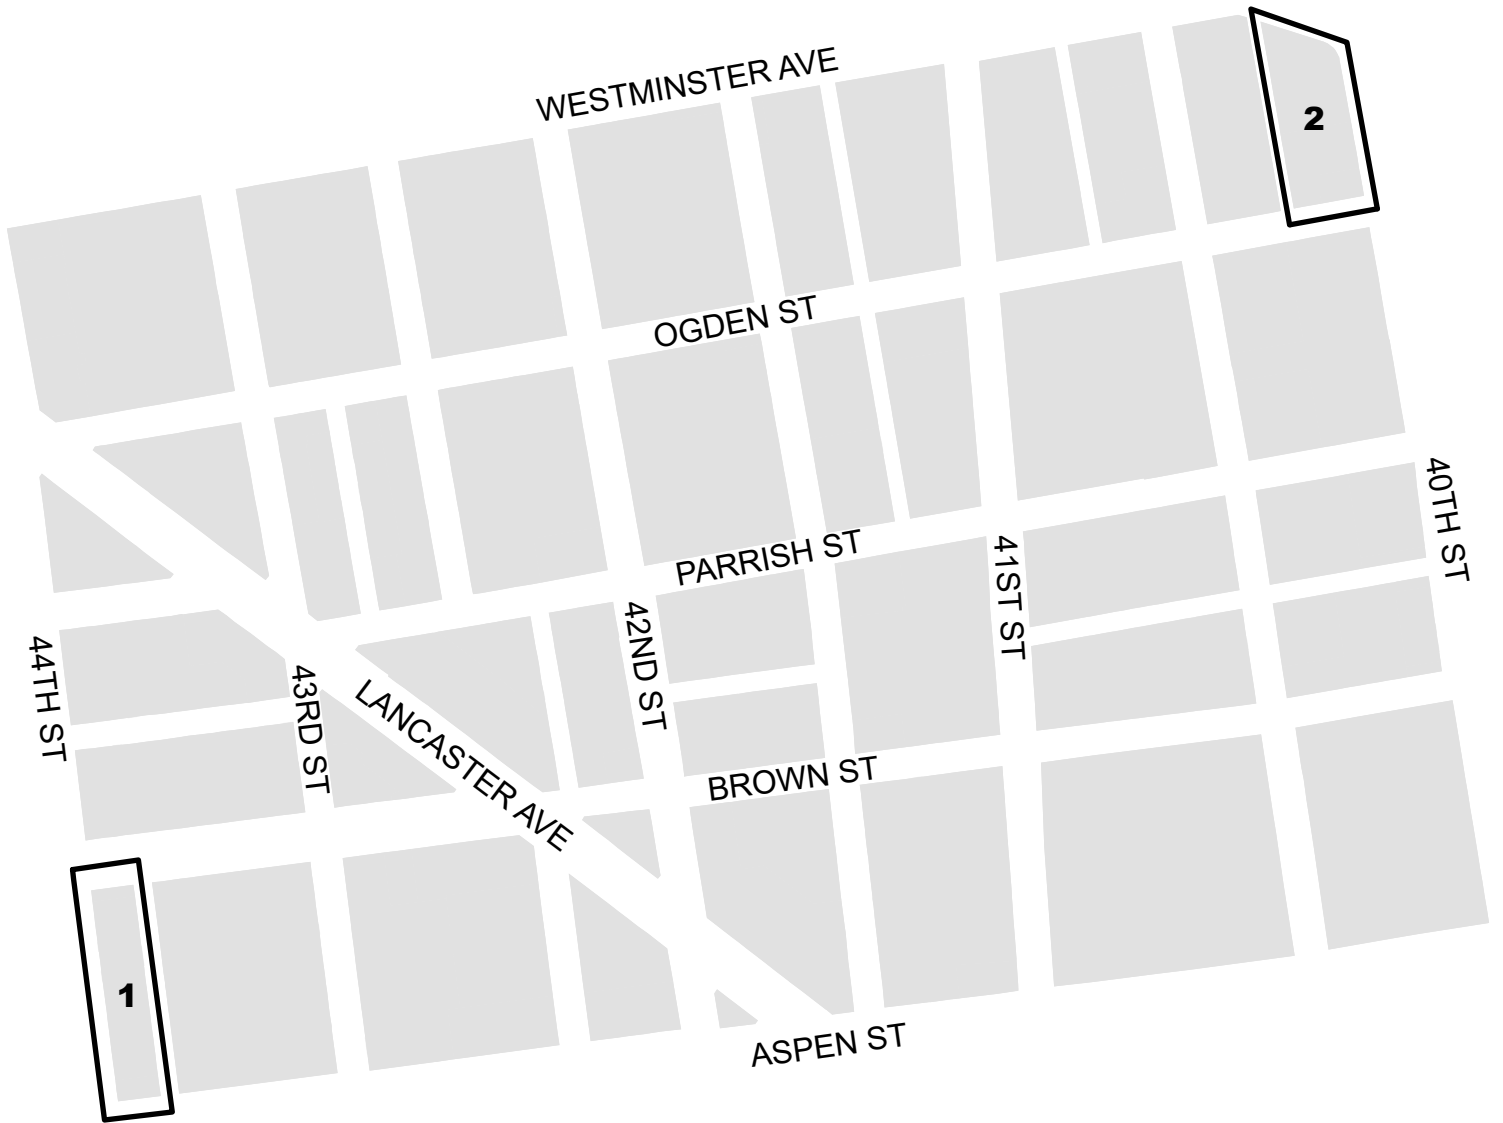 WESTMINSTER AVE
2
OGDEN ST
PARRISH ST
40TH ST
41ST ST
42ND ST
44TH ST
43RD ST
LANCASTER AVE
BROWN ST
1
ASPEN ST